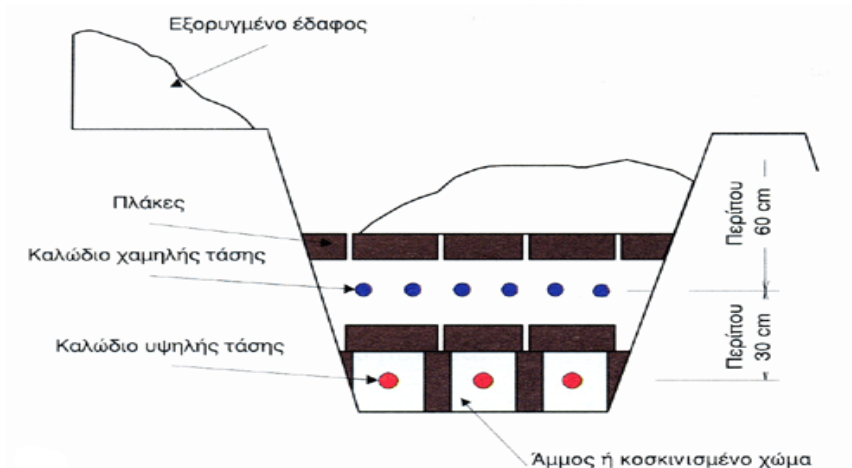 Εξορυγμένο έδαφος
Πλάκες
Καλώδιο χαμηλής τάσης
Καλώδιο υψηλής τάσης
Περίπου
60 cm
Περίπου
30 cm
Άμμος ή κοσκινισμένο χώμα